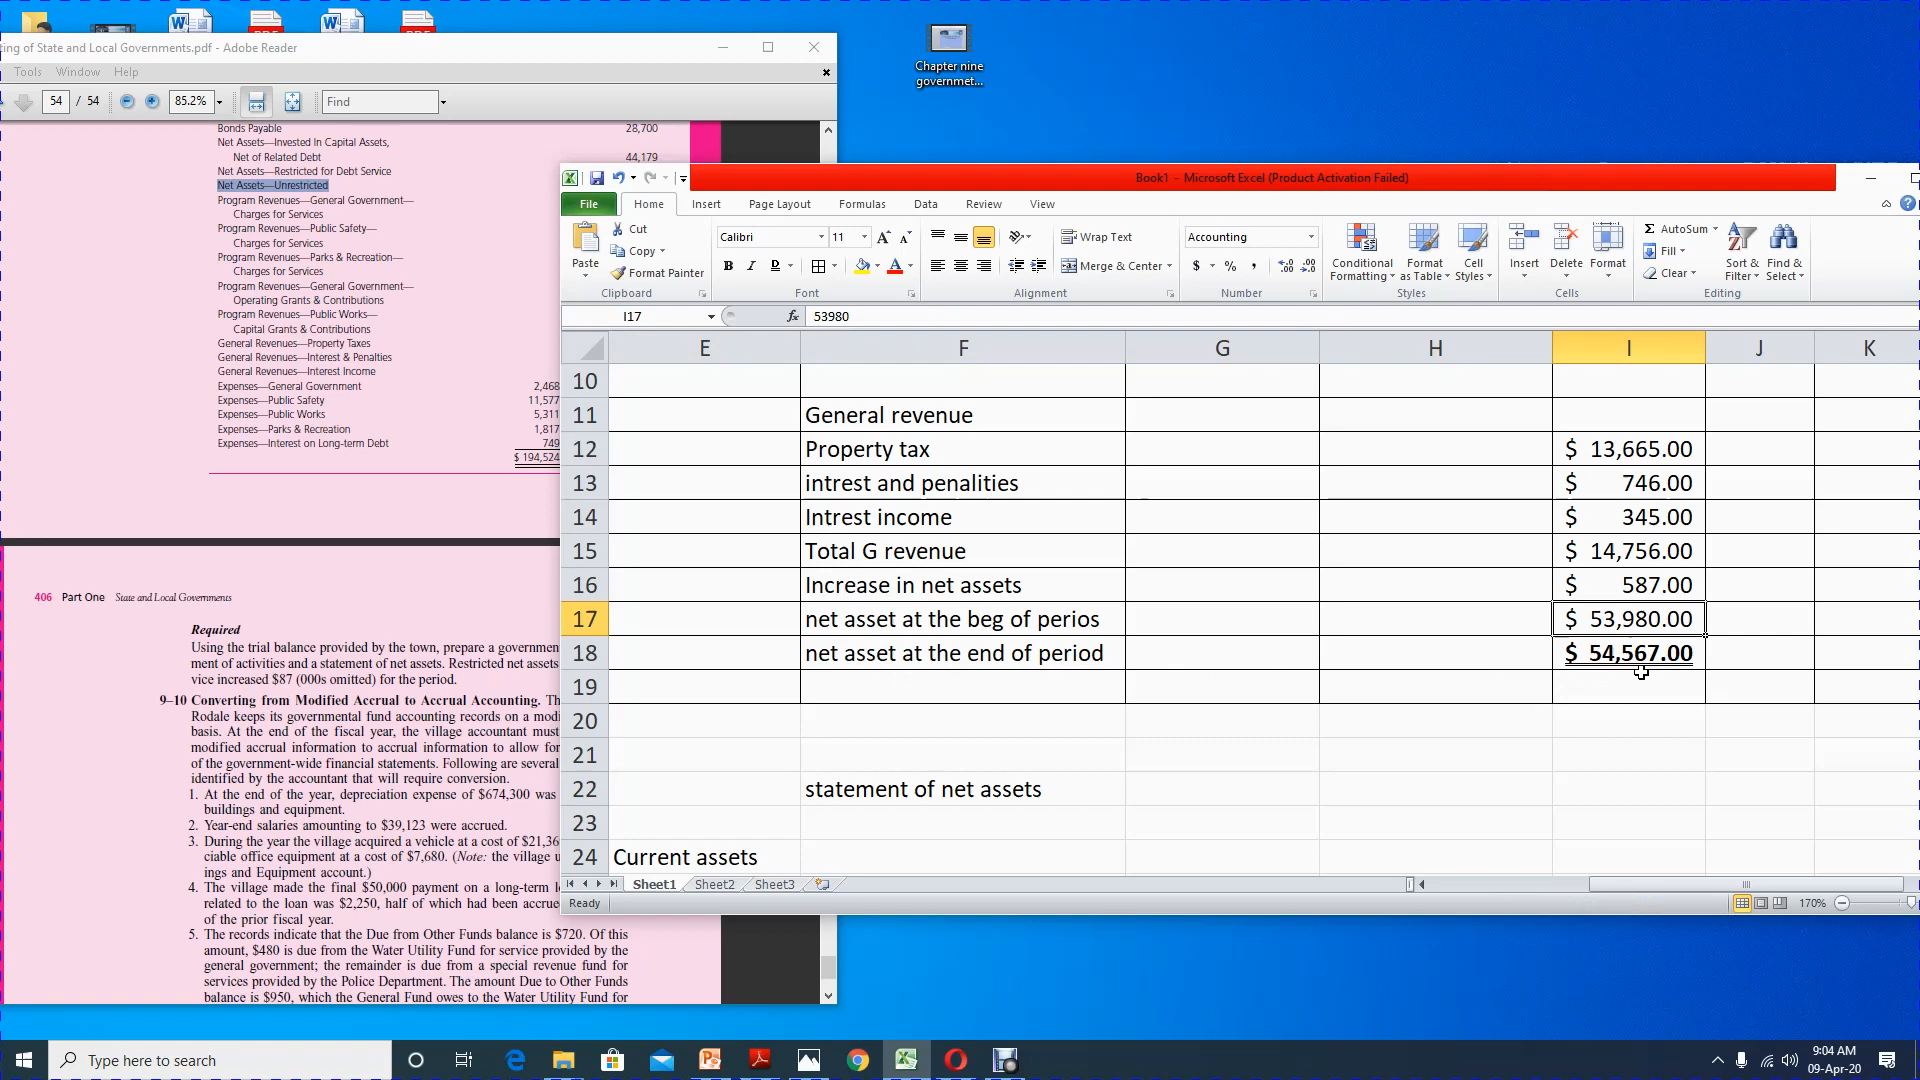 Chapter nine
governmet...
ting of State and Local Governments.pdf - Adobe Reader
Tools Window Help
54 / 54 85.2% Find
Bonds Payable 28,700
Net Assets—Invested In Capital Assets,
Net of Related Debt 44,179
Net Assets—Restricted for Debt Service
Net Assets—Unrestricted
Program Revenues—General Government—
Charges for Services
Program Revenues—Public Safety—
Charges for Services
Program Revenues—Parks & Recreation—
Charges for Services
Program Revenues—General Government—
Operating Grants & Contributions
Program Revenues—Public Works—
Capital Grants & Contributions
General Revenues—Property Taxes
General Revenues—Interest & Penalties
General Revenues—Interest Income
Expenses—General Government 2,468
Expenses—Public Safety 11,577
Expenses—Public Works 5,311
Expenses—Parks & Recreation 1,817
Expenses—Interest on Long-term Debt 749
$ 194,524
406 Part One State and Local Governments
Required
Using the trial balance provided by the town, prepare a government
ment of activities and a statement of net assets. Restricted net assets
vice increased $87 (000s omitted) for the period.
9–10 Converting from Modified Accrual to Accrual Accounting. Th
Rodale keeps its governmental fund accounting records on a modi
basis. At the end of the fiscal year, the village accountant must
modified accrual information to accrual information to allow for
of the government-wide financial statements. Following are several
identified by the accountant that will require conversion.
1. At the end of the year, depreciation expense of $674,300 was
buildings and equipment.
2. Year-end salaries amounting to $39,123 were accrued.
3. During the year the village acquired a vehicle at a cost of $21,36
ciable office equipment at a cost of $7,680. (Note: the village u
ings and Equipment account.)
4. The village made the final $50,000 payment on a long-term l
related to the loan was $2,250, half of which had been accrue
of the prior fiscal year.
5. The records indicate that the Due from Other Funds balance is $720. Of this
amount, $480 is due from the Water Utility Fund for service provided by the
general government; the remainder is due from a special revenue fund for
services provided by the Police Department. The amount Due to Other Funds
balance is $950, which the General Fund owes to the Water Utility Fund for
Book1 - Microsoft Excel (Product Activation Failed)
File Home Insert Page Layout Formulas Data Review View
Paste Cut Copy Format Painter
Clipboard
Calibri 11
B I D A
Font
Wrap Text
Merge & Center
Alignment
Accounting
$ % ,
Number
Conditional Formatting Format as Table Cell Styles
Styles
Insert Delete Format
Cells
AutoSum Fill Clear Sort & Filter Find & Select
Editing
I17 fx 53980
E F G H I J K
10
11 General revenue
12 Property tax $ 13,665.00
13 intrest and penalities $ 746.00
14 Intrest income $ 345.00
15 Total G revenue $ 14,756.00
16 Increase in net assets $ 587.00
17 net asset at the beg of perios $ 53,980.00
18 net asset at the end of period $ 54,567.00
19
20
21
22 statement of net assets
23
24 Current assets
Sheet1 Sheet2 Sheet3
Ready 170%
Type here to search
9:04 AM
09-Apr-20